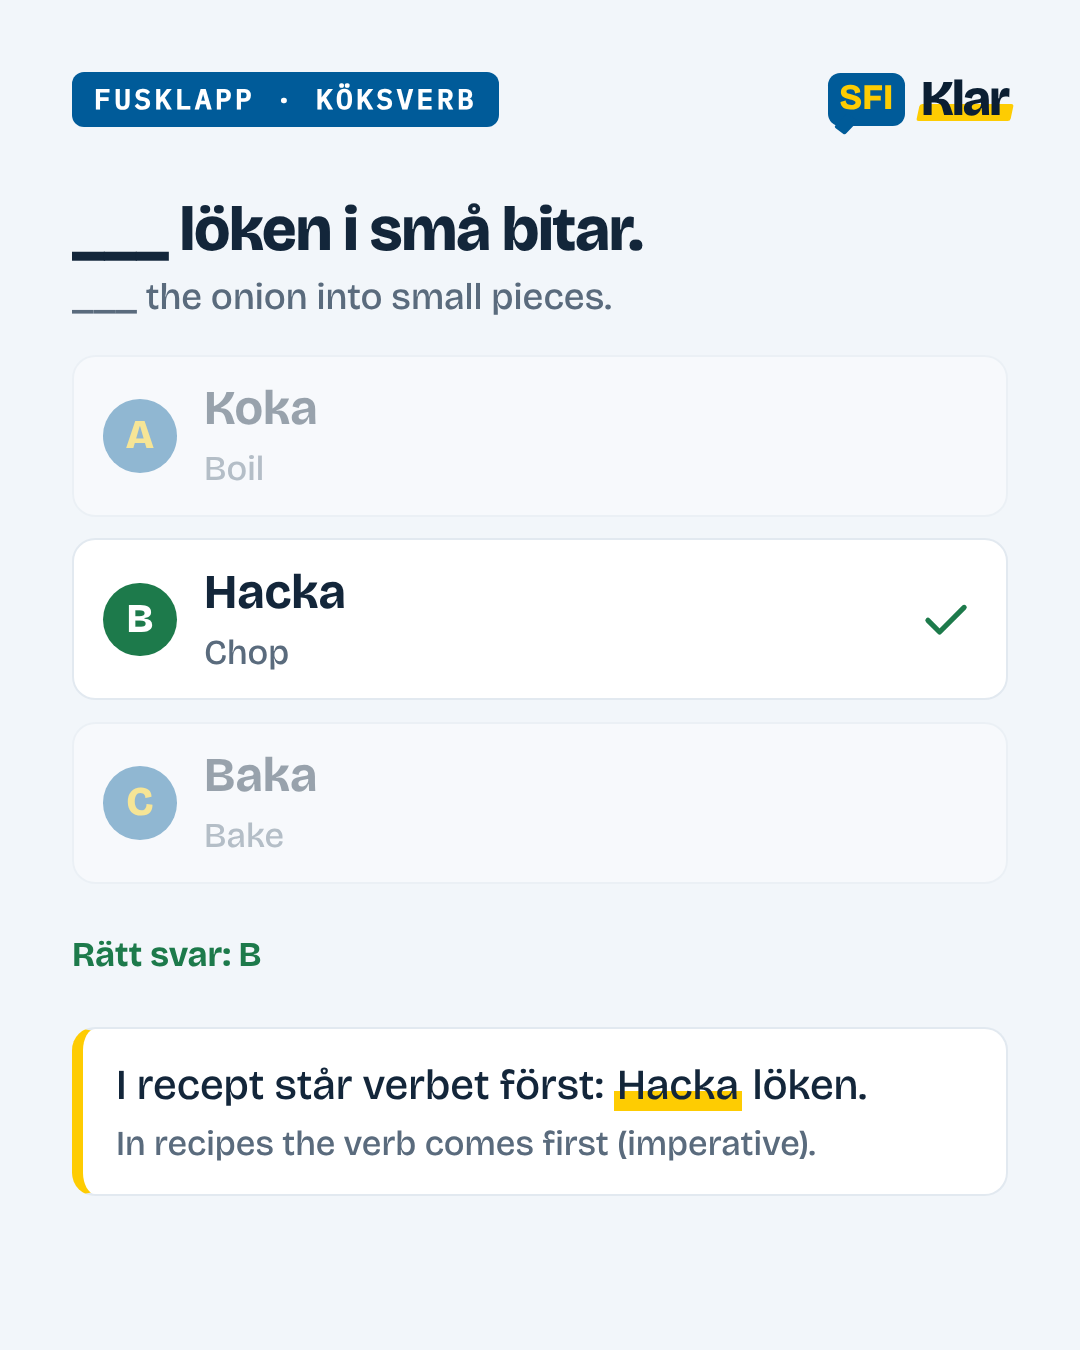 FUSKLAPP · KÖKSVERB
SFI Klar
___ löken i små bitar.
___ the onion into small pieces.
A
Koka
Boil
B
Hacka
Chop
C
Baka
Bake
Rätt svar: B
I recept står verbet först: Hacka löken.
In recipes the verb comes first (imperative).